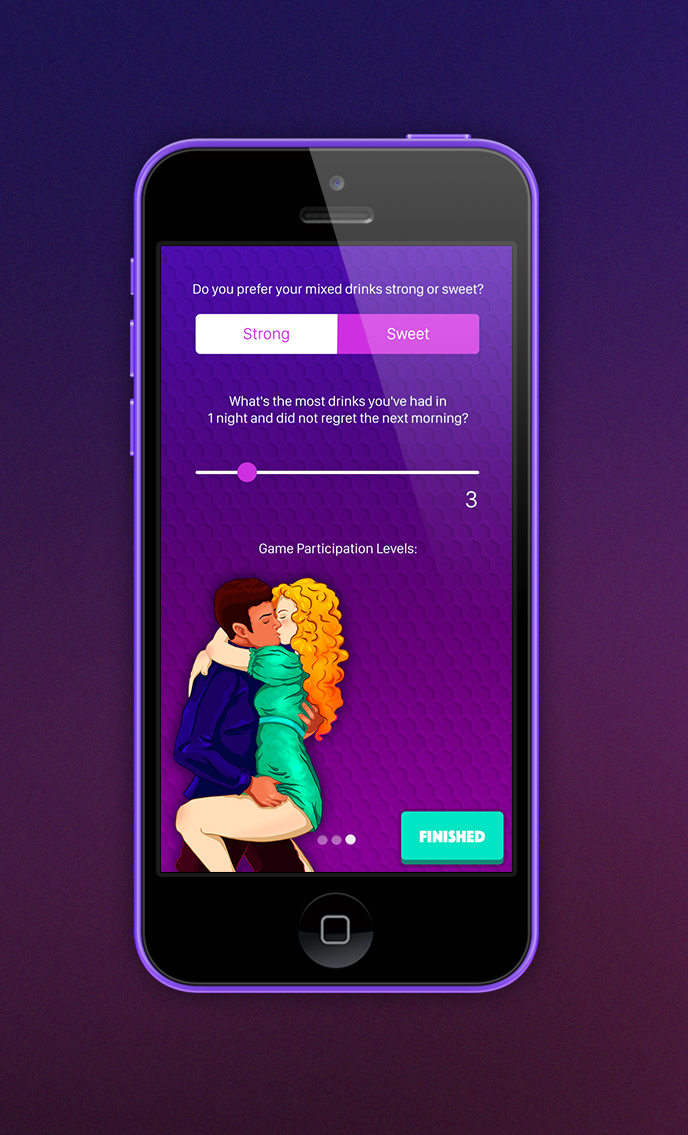 Do you prefer your mixed drinks strong or sweet?
Strong Sweet
What's the most drinks you've had in
1 night and did not regret the next morning?
3
Game Participation Levels:
FINISHED